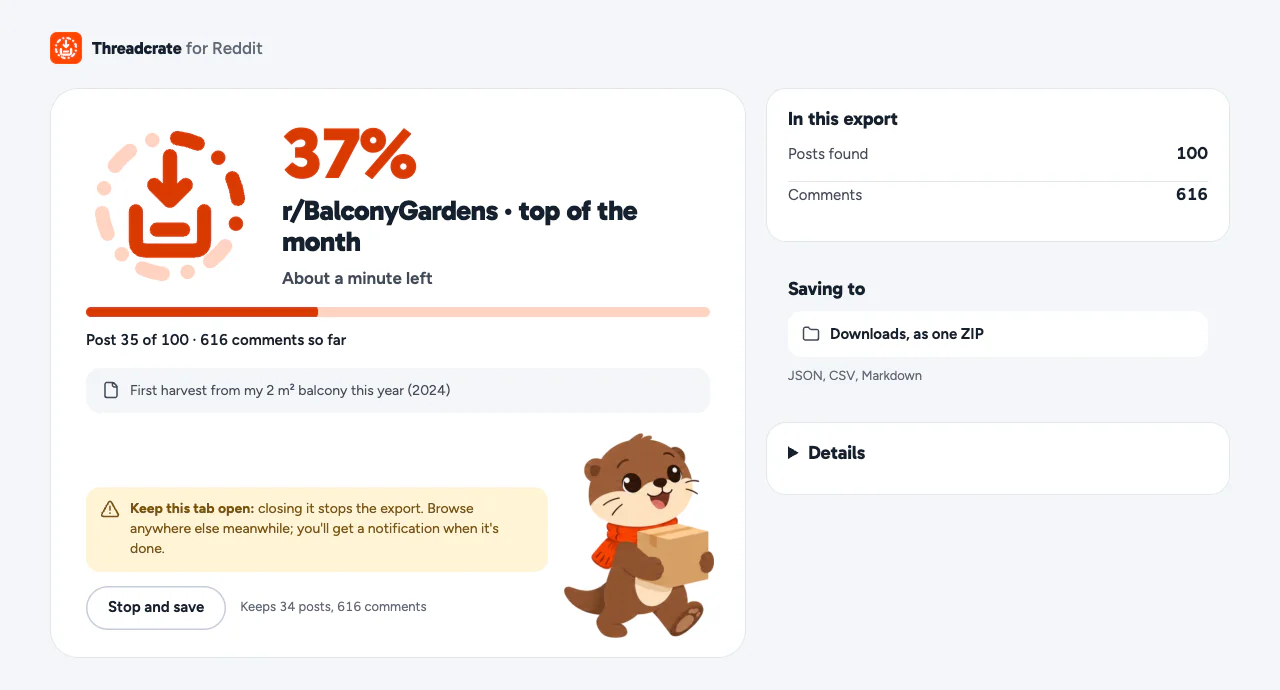 Threadcrate for Reddit
37%
r/BalconyGardens · top of the
month
About a minute left
Post 35 of 100 · 616 comments so far
First harvest from my 2 m² balcony this year (2024)
Keep this tab open: closing it stops the export. Browse
anywhere else meanwhile; you'll get a notification when it's
done.
Stop and save
Keeps 34 posts, 616 comments
In this export
Posts found 100
Comments 616
Saving to
Downloads, as one ZIP
JSON, CSV, Markdown
Details